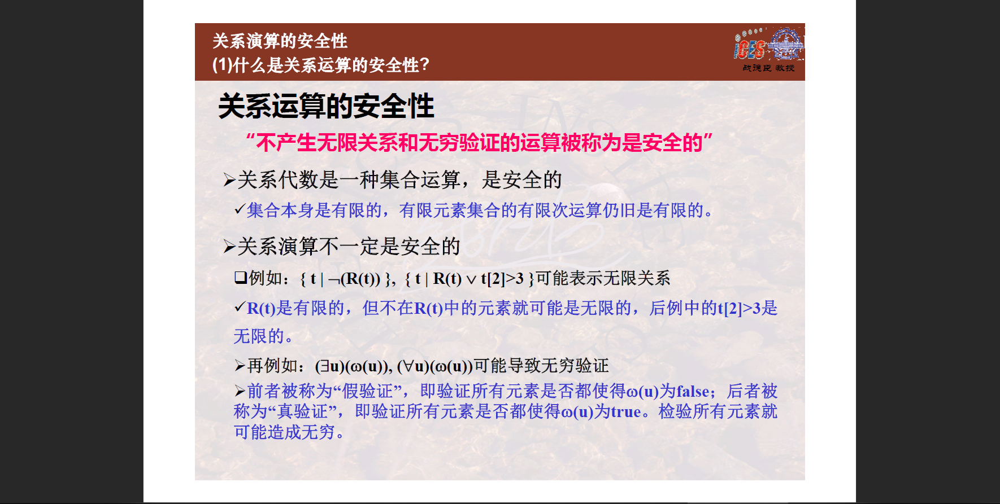 关系演算的安全性
(1)什么是关系运算的安全性?
ICES
战德臣 教授
关系运算的安全性
“不产生无限关系和无穷验证的运算被称为是安全的”
➢关系代数是一种集合运算，是安全的
✓集合本身是有限的，有限元素集合的有限次运算仍旧是有限的。
➢关系演算不一定是安全的
❑例如：{ t | ¬(R(t)) }, { t | R(t) ∨ t[2]>3 }可能表示无限关系
✓R(t)是有限的，但不在R(t)中的元素就可能是无限的，后例中的t[2]>3是
无限的。
➢再例如：(∃u)(ω(u)), (∀u)(ω(u))可能导致无穷验证
➢前者被称为“假验证”，即验证所有元素是否都使得ω(u)为false；后者被
称为“真验证”，即验证所有元素是否都使得ω(u)为true。检验所有元素就
可能造成无穷。